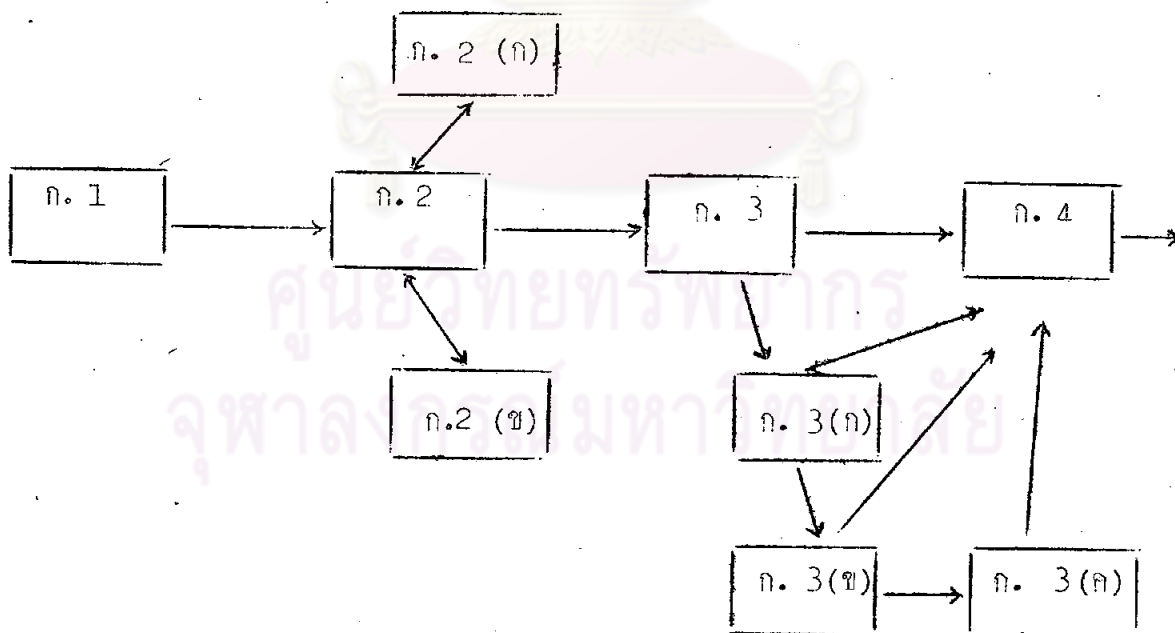 ก. 2 (ก)
ก. 1
ก. 2
ก. 3
ก. 4
ศูนย์วิทยทรัพยากร
ก.2 (ข)
ก. 3(ก)
จุฬาลงกรณ์มหาวิทยาลัย
ก. 3(ข)
ก. 3(ค)